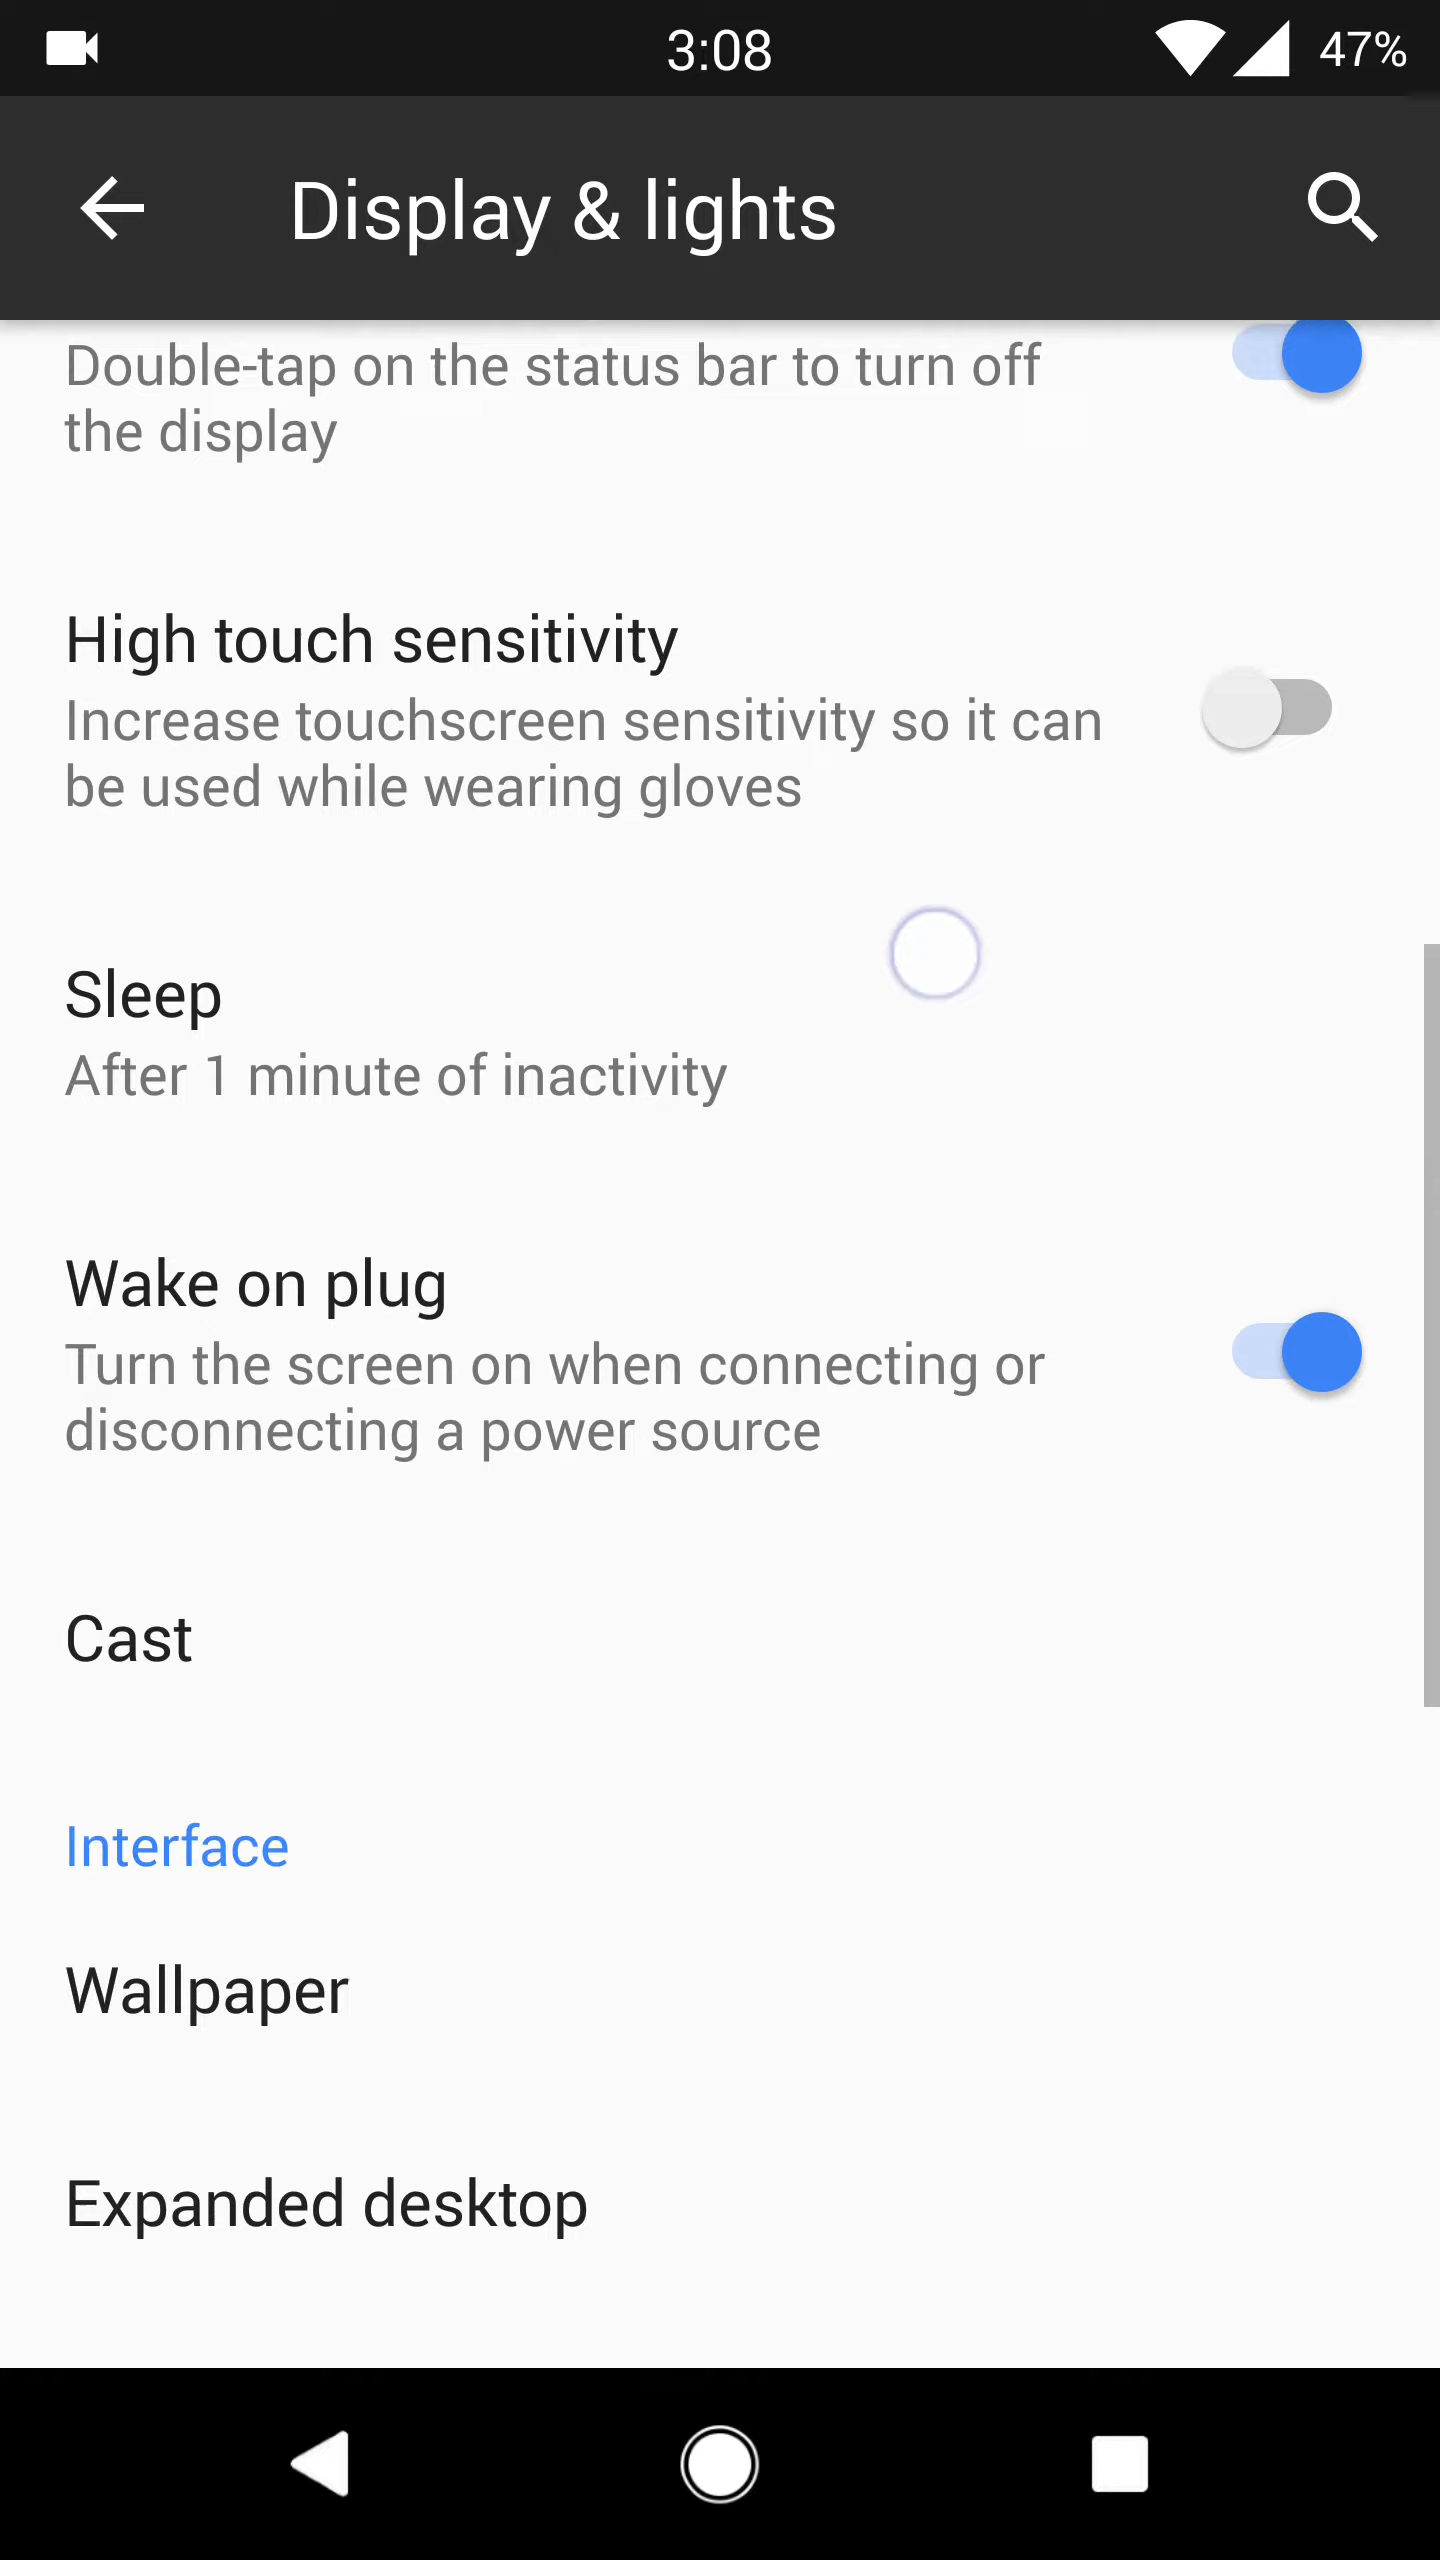 3:08
47%
Display & lights
Double-tap on the status bar to turn off
the display
High touch sensitivity
Increase touchscreen sensitivity so it can
be used while wearing gloves
Sleep
After 1 minute of inactivity
Wake on plug
Turn the screen on when connecting or
disconnecting a power source
Cast
Interface
Wallpaper
Expanded desktop